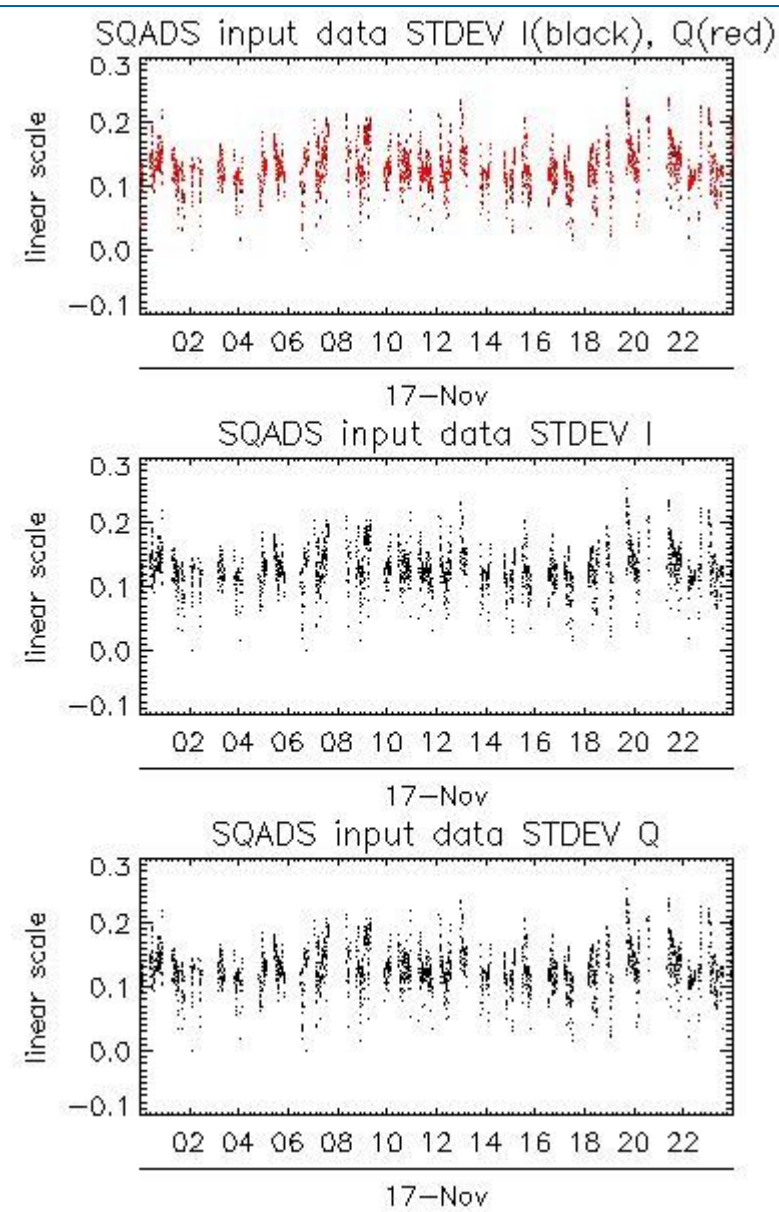 SQADS input data STDEV I(black), Q(red)
0.3
0.2
0.1
0.0
−0.1
linear scale
02 04 06 08 10 12 14 16 18 20 22
17−Nov
SQADS input data STDEV I
0.3
0.2
0.1
0.0
−0.1
linear scale
02 04 06 08 10 12 14 16 18 20 22
17−Nov
SQADS input data STDEV Q
0.3
0.2
0.1
0.0
−0.1
linear scale
02 04 06 08 10 12 14 16 18 20 22
17−Nov